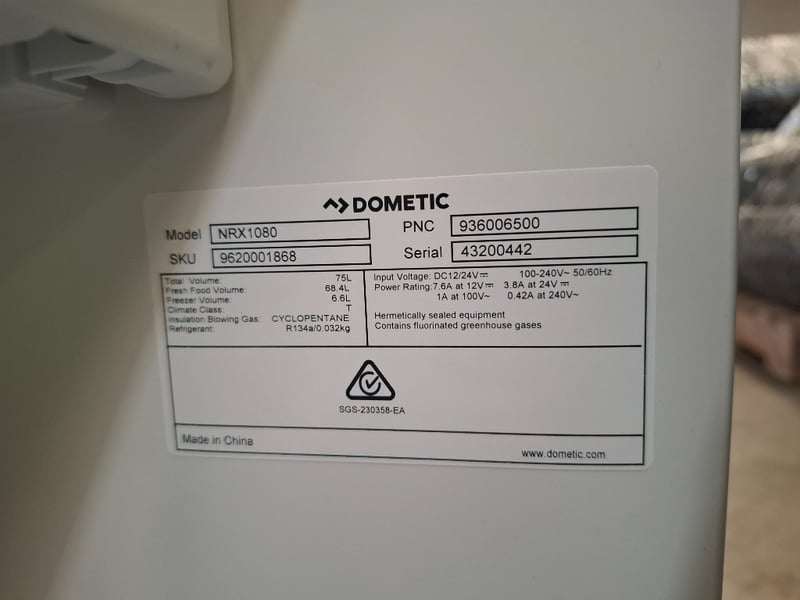 DOMETIC
Model NRX1080 PNC 936006500
SKU 9620001868 Serial 43200442
Total Volume: 75L
Fresh Food Volume: 68.4L
Freezer Volume: 6.6L
Climate Class: T
Insulation Blowing Gas: CYCLOPENTANE
Refrigerant: R134a/0.032kg
Input Voltage: DC12/24V⎓ 100-240V~ 50/60Hz
Power Rating:7.6A at 12V⎓ 3.8A at 24V⎓
1A at 100V~ 0.42A at 240V~
Hermetically sealed equipment
Contains fluorinated greenhouse gases
SGS-230358-EA
Made in China
www.dometic.com